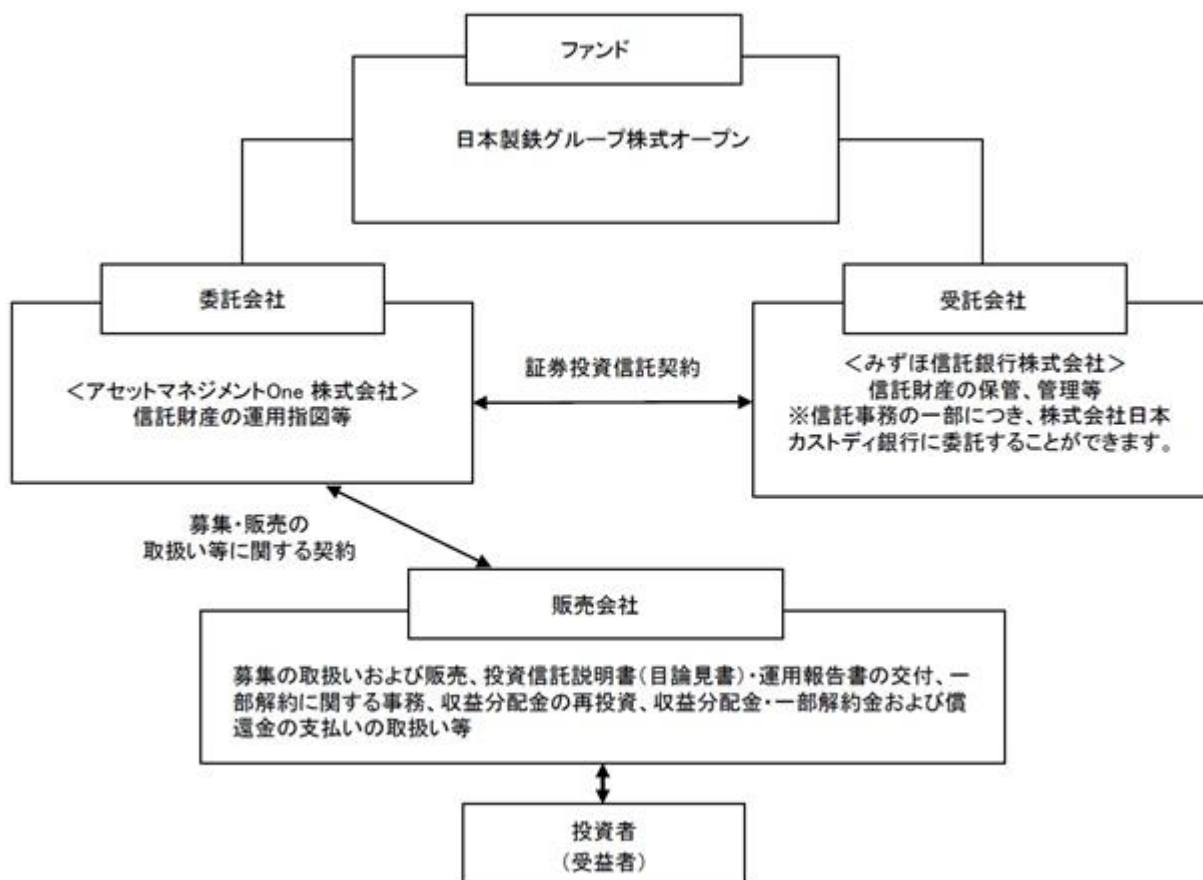 ファンド
日本製鉄グループ株式オープン
委託会社
<アセットマネジメントOne 株式会社>
信託財産の運用指図等
証券投資信託契約
受託会社
<みずほ信託銀行株式会社>
信託財産の保管、管理等
※信託事務の一部につき、株式会社日本
カストディ銀行に委託することができます。
募集・販売の
取扱い等に関する契約
販売会社
募集の取扱いおよび販売、投資信託説明書(目論見書)・運用報告書の交付、一
部解約に関する事務、収益分配金の再投資、収益分配金・一部解約金および償
還金の支払いの取扱い等
投資者
(受益者)